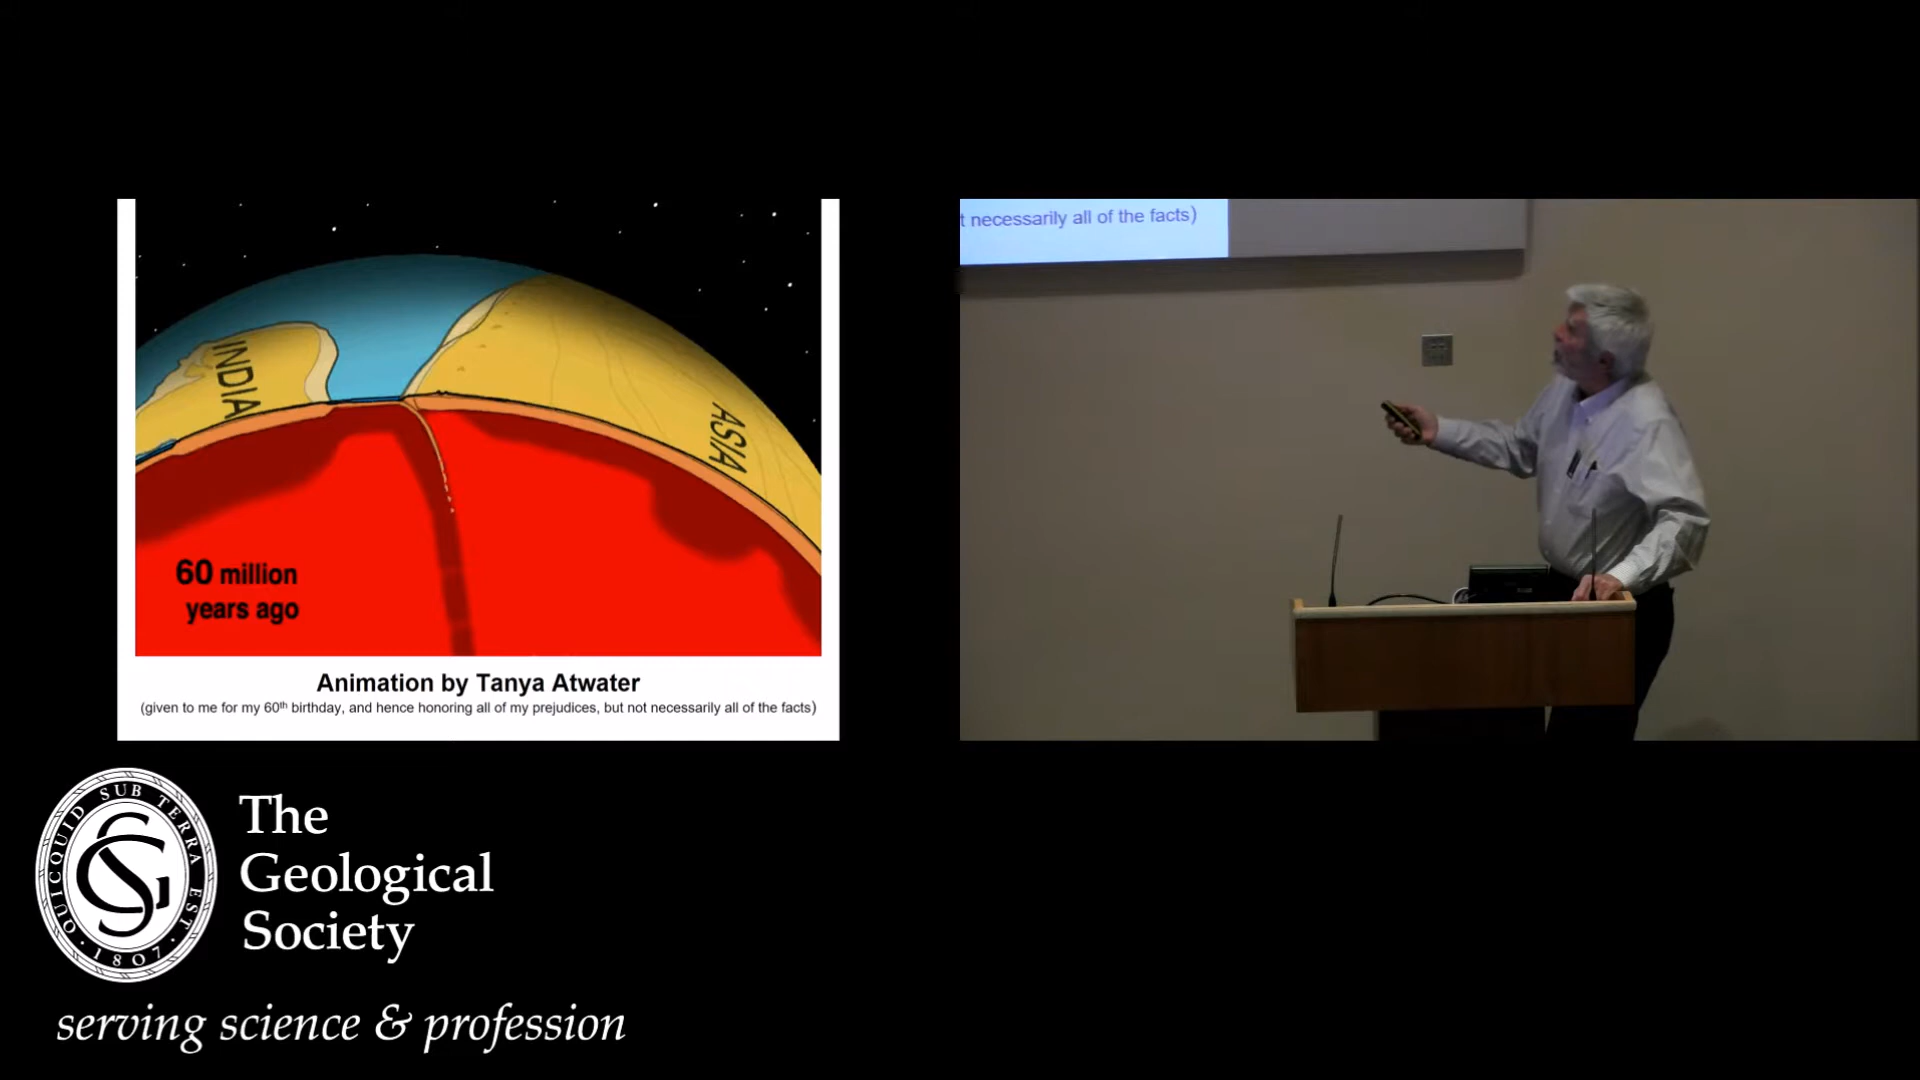 INDIA
ASIA
60 million
years ago
Animation by Tanya Atwater
(given to me for my 60th birthday, and hence honoring all of my prejudices, but not necessarily all of the facts)
t necessarily all of the facts)
QUICQUID SUB TERRA EST
· 1807 ·
GS
The
Geological
Society
serving science & profession